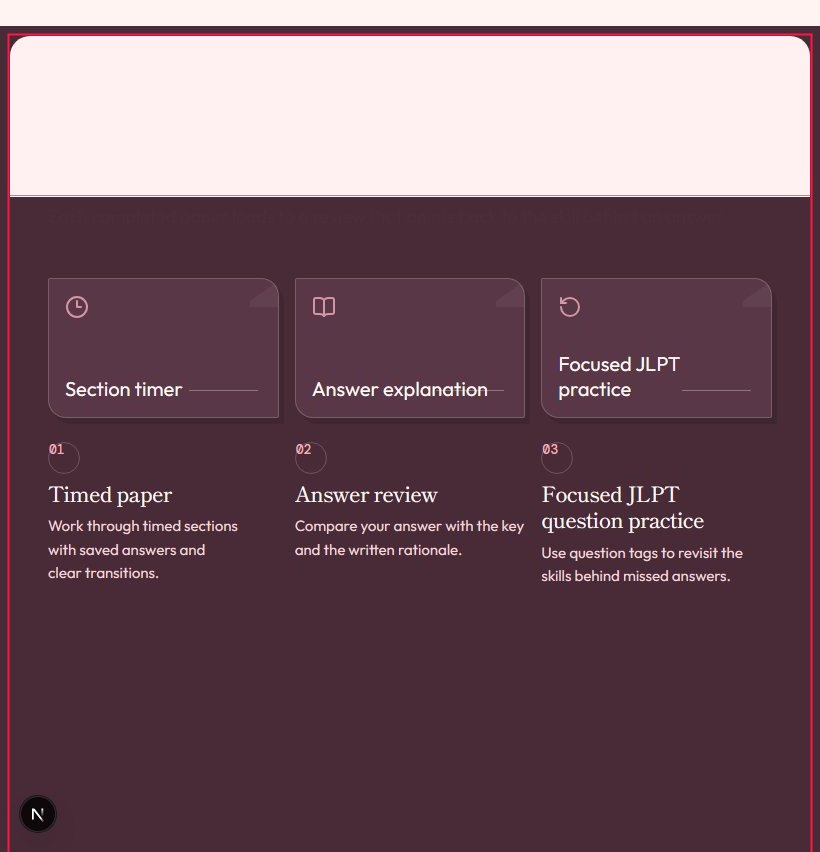 Section timer
Answer explanation
Focused JLPT
practice
01
02
03
Timed paper
Work through timed sections
with saved answers and
clear transitions.
Answer review
Compare your answer with the key
and the written rationale.
Focused JLPT
question practice
Use question tags to revisit the
skills behind missed answers.
N